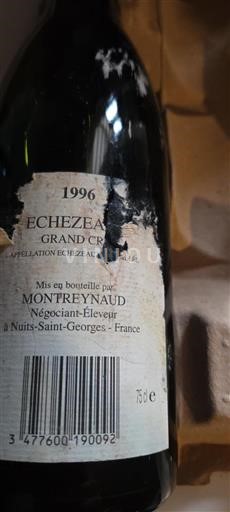 1996
ECHEZEA
GRAND CR
APPELLATION ECHEZEAUX
Mis en bouteille par
MONTREYNAUD
Négociant-Éleveur
à Nuits-Saint-Georges - France
75 cl e
3 477600 190092